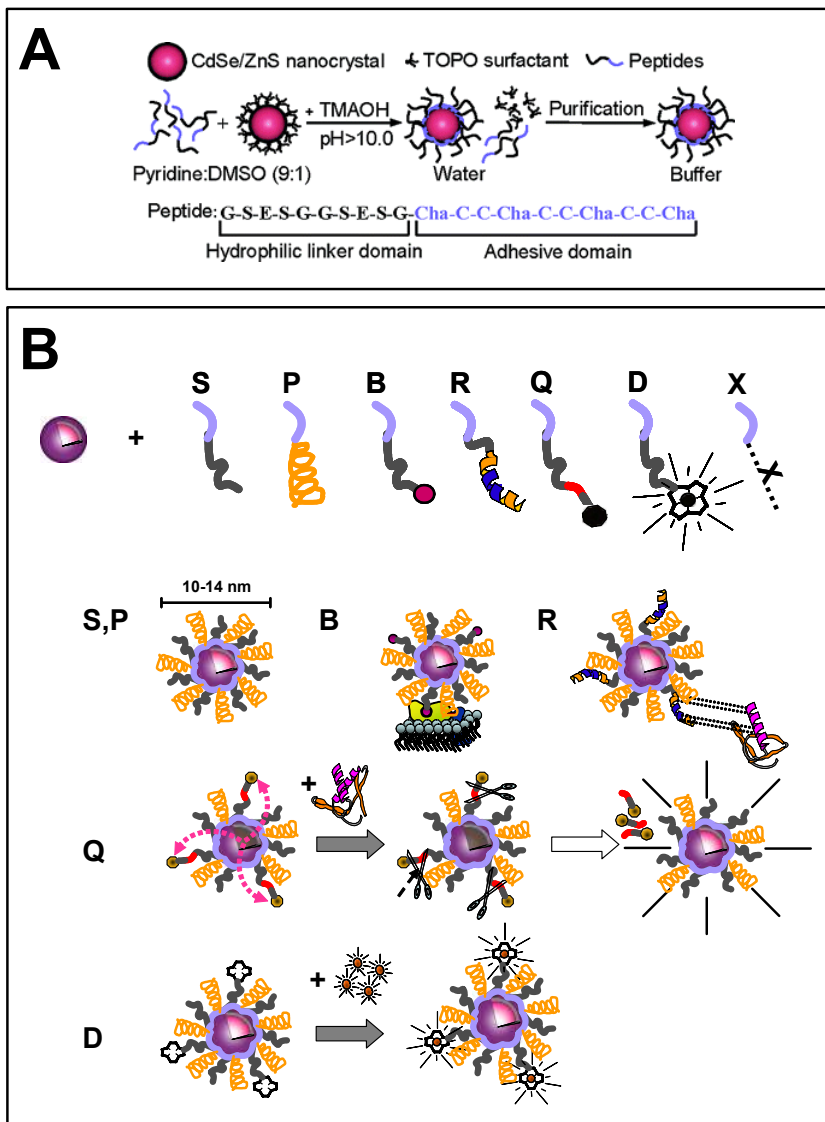 A
CdSe/ZnS nanocrystal TOPO surfactant Peptides
+ + TMAOH Purification
pH>10.0
Pyridine:DMSO (9:1) Water Buffer
Peptide: G-S-E-S-G-G-S-E-S-G-Cha-C-C-Cha-C-C-Cha-C-C-Cha
Hydrophilic linker domain Adhesive domain
B
S P B R Q D X
+
X
10-14 nm
S,P B R
+
Q
+
D